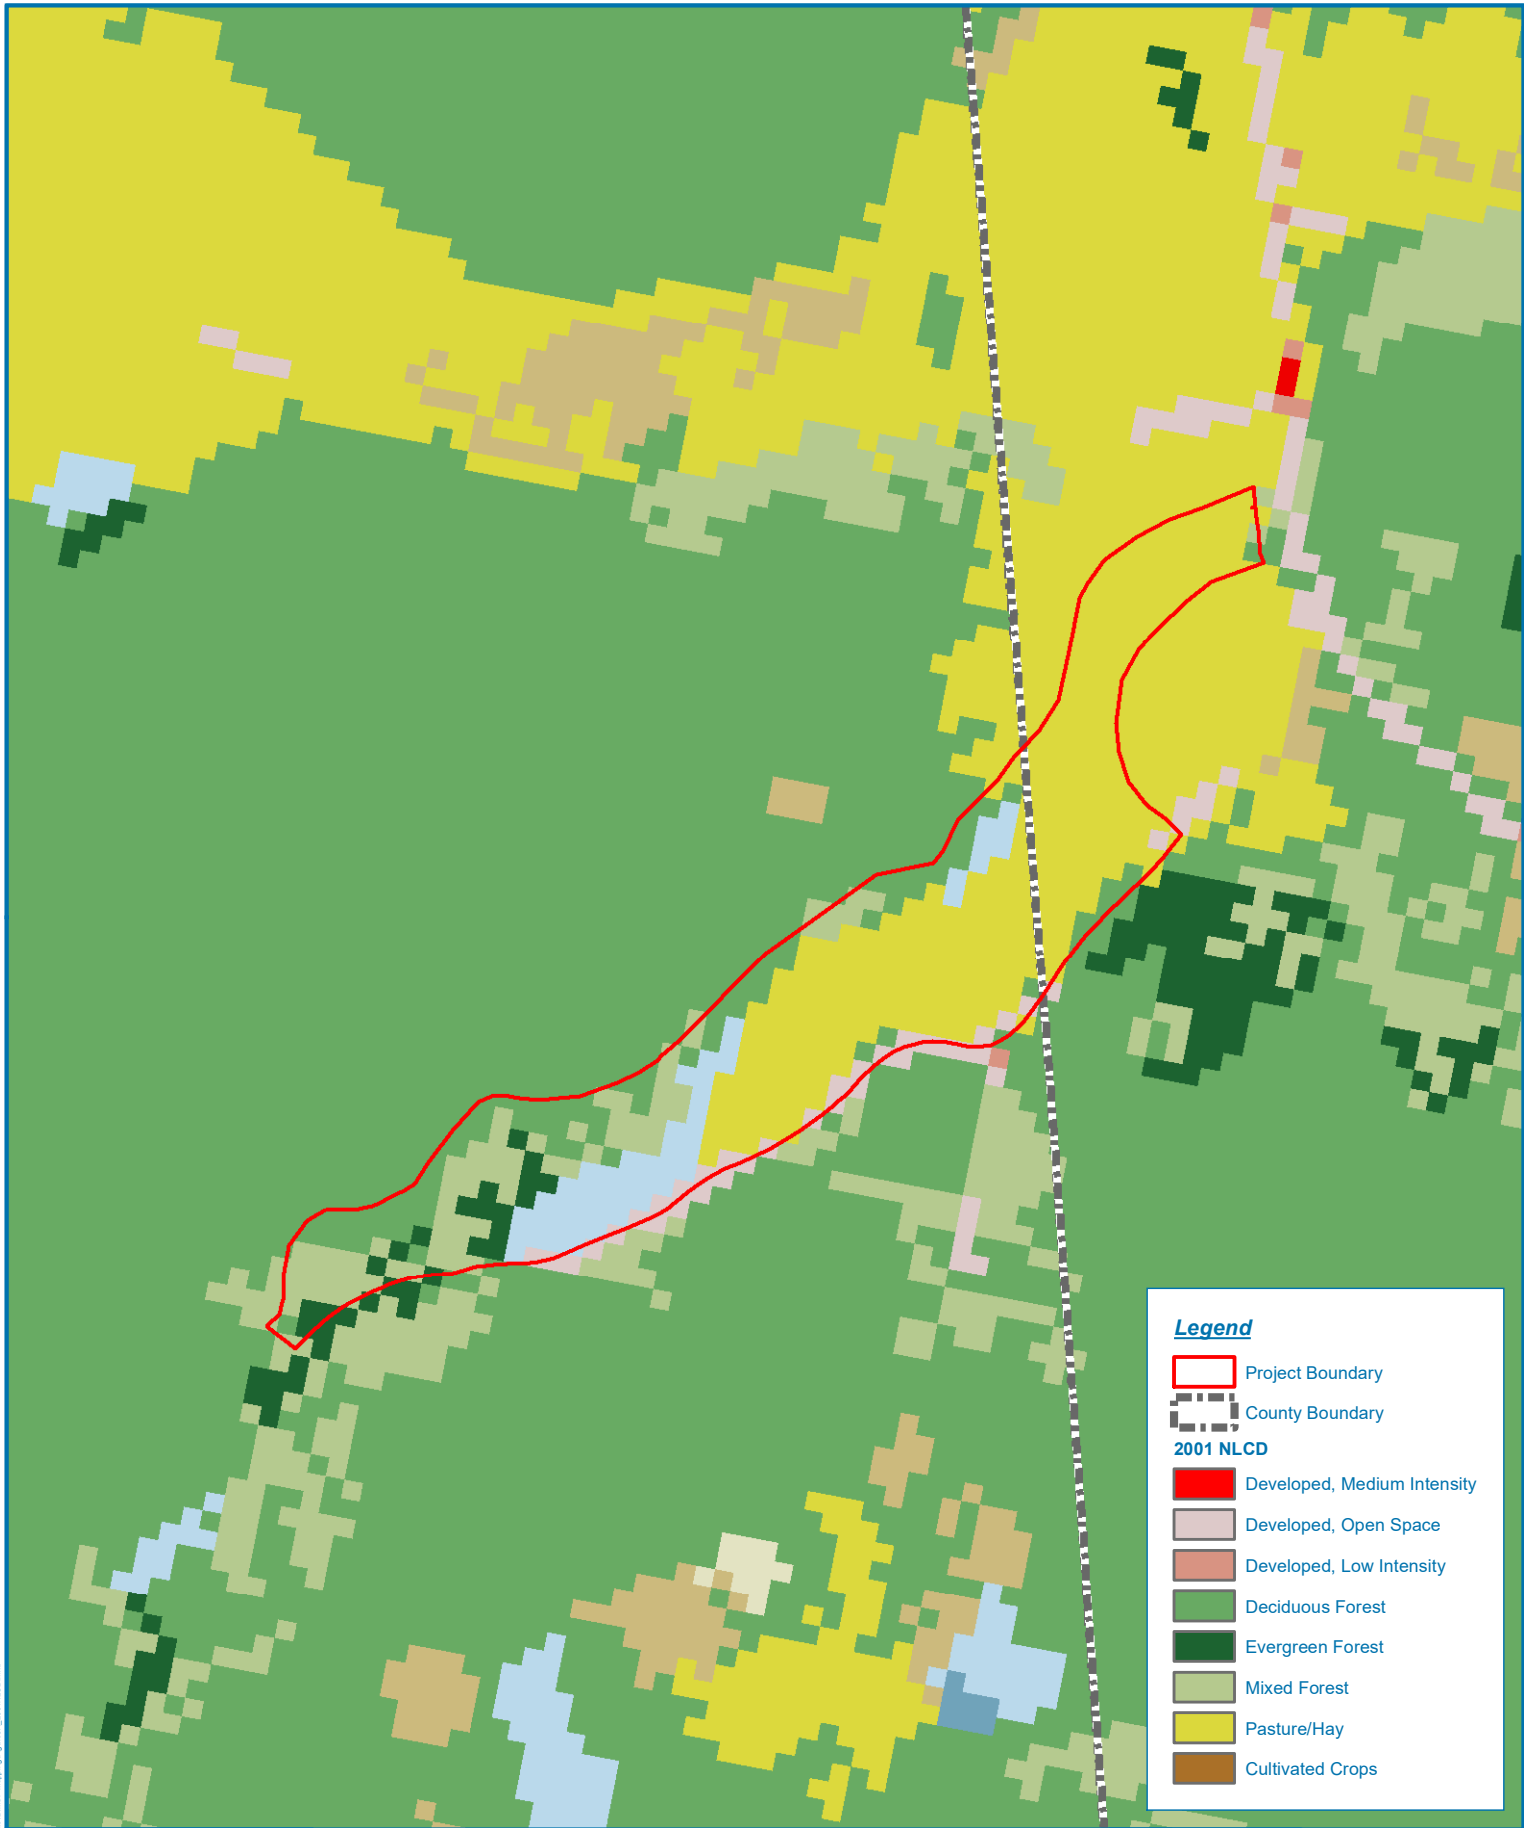 Legend
Project Boundary
County Boundary
2001 NLCD
Developed, Medium Intensity
Developed, Open Space
Developed, Low Intensity
Deciduous Forest
Evergreen Forest
Mixed Forest
Pasture/Hay
Cultivated Crops